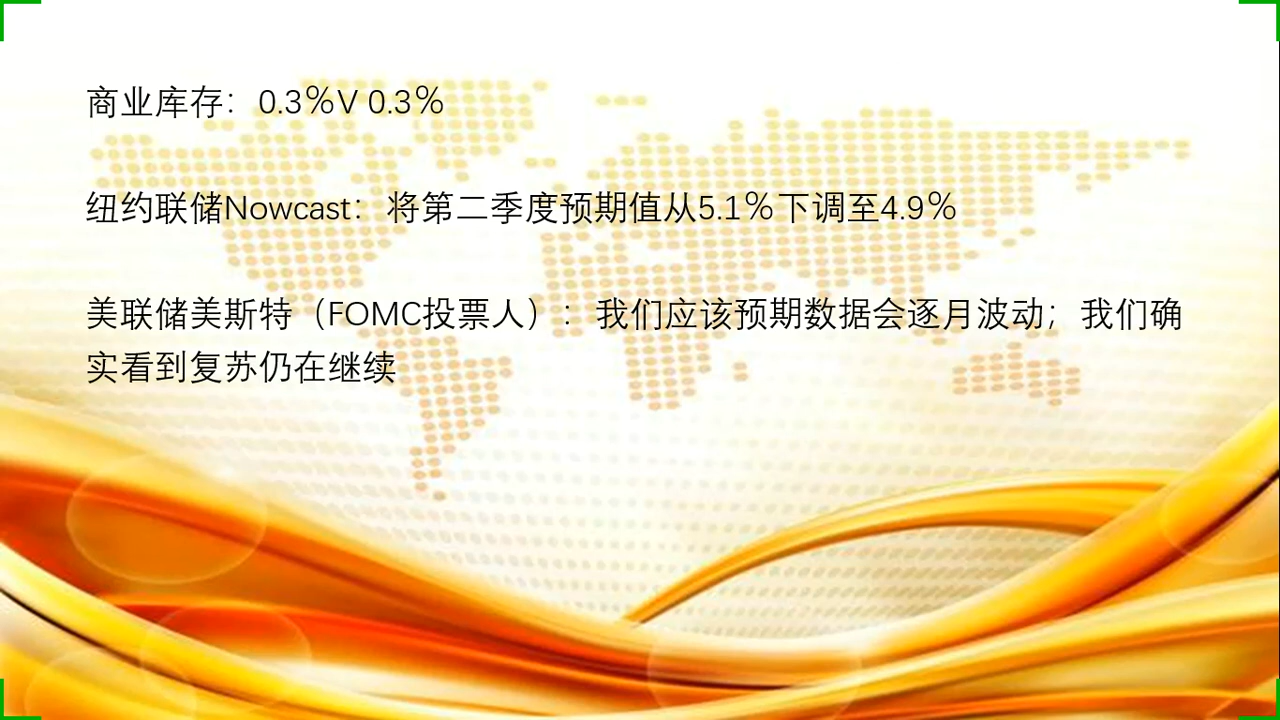 商业库存：0.3%V 0.3%
纽约联储Nowcast：将第二季度预期值从5.1%下调至4.9%
美联储美斯特（FOMC投票人）：我们应该预期数据会逐月波动；我们确
实看到复苏仍在继续